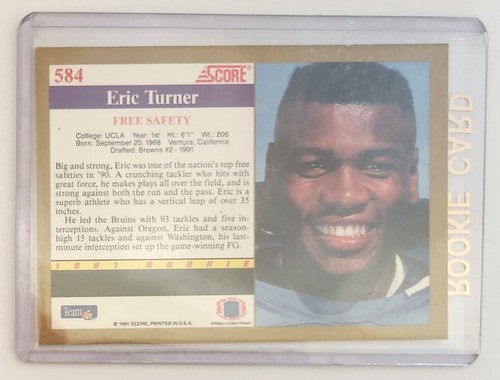 584
SCORE®
Eric Turner
FREE SAFETY
College: UCLA Year: 1st Ht.: 6'1" Wt.: 206
Born: September 20, 1968 Ventura, California
Drafted: Browns #2 - 1991
Big and strong, Eric was one of the nation's top free
safeties in '90. A crunching tackler who hits with
great force, he makes plays all over the field, and is
strong against both the run and the pass. Eric is a
superb athlete who has a vertical leap of over 35
inches.
He led the Bruins with 93 tackles and five in-
terceptions. Against Oregon, Eric had a season-
high 15 tackles and against Washington, his last-
minute interception set up the game-winning FG.
1991 ROOKIE
Team NFL
© 1991 SCORE, PRINTED IN U.S.A.
ROOKIE CARD